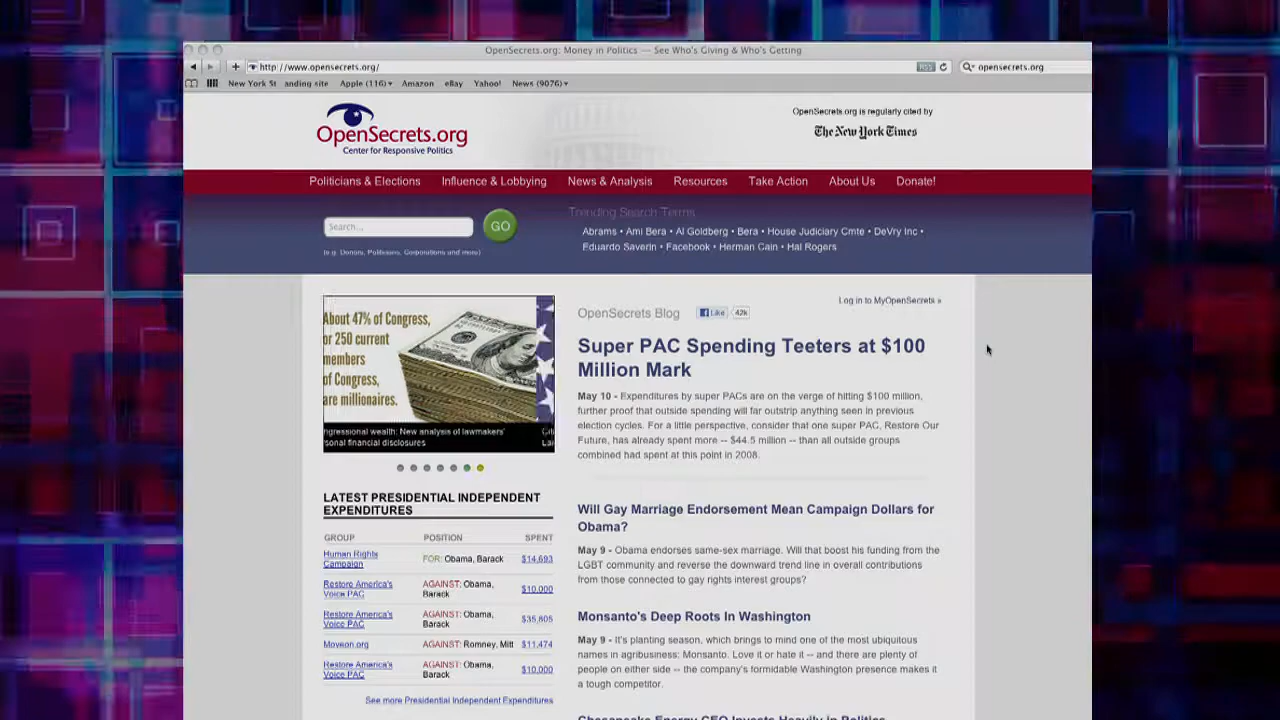 OpenSecrets.org: Money in Politics — See Who's Giving & Who's Getting
http://www.opensecrets.org/
RSS
opensecrets.org
New York St anding site Apple (116) Amazon eBay Yahoo! News (9076)
OpenSecrets.org
Center for Responsive Politics
OpenSecrets.org is regularly cited by
The New York Times
Politicians & Elections Influence & Lobbying News & Analysis Resources Take Action About Us Donate!
Search...
GO
(e.g. Donors, Politicians, Corporations and more)
Trending Search Terms
Abrams • Ami Bera • Al Goldberg • Bera • House Judiciary Cmte • DeVry Inc •
Eduardo Saverin • Facebook • Herman Cain • Hal Rogers
About 47% of Congress,
or 250 current
members
of Congress,
are millionaires.
ngressional wealth: New analysis of lawmakers'
sonal financial disclosures
LATEST PRESIDENTIAL INDEPENDENT
EXPENDITURES
GROUP POSITION SPENT
Human Rights
Campaign
FOR: Obama, Barack
$14,693
Restore America's
Voice PAC
AGAINST: Obama,
Barack
$10,000
Restore America's
Voice PAC
AGAINST: Obama,
Barack
$35,805
Moveon.org
AGAINST: Romney, Mitt
$11,474
Restore America's
Voice PAC
AGAINST: Obama,
Barack
$10,000
See more Presidential Independent Expenditures
Log in to MyOpenSecrets »
OpenSecrets Blog
Like
42k
Super PAC Spending Teeters at $100
Million Mark
May 10 - Expenditures by super PACs are on the verge of hitting $100 million,
further proof that outside spending will far outstrip anything seen in previous
election cycles. For a little perspective, consider that one super PAC, Restore Our
Future, has already spent more -- $44.5 million -- than all outside groups
combined had spent at this point in 2008.
Will Gay Marriage Endorsement Mean Campaign Dollars for
Obama?
May 9 - Obama endorses same-sex marriage. Will that boost his funding from the
LGBT community and reverse the downward trend line in overall contributions
from those connected to gay rights interest groups?
Monsanto's Deep Roots In Washington
May 9 - It's planting season, which brings to mind one of the most ubiquitous
names in agribusiness: Monsanto. Love it or hate it -- and there are plenty of
people on either side -- the company's formidable Washington presence makes it
a tough competitor.
Chesapeake Energy CEO Invests Heavily in Politics